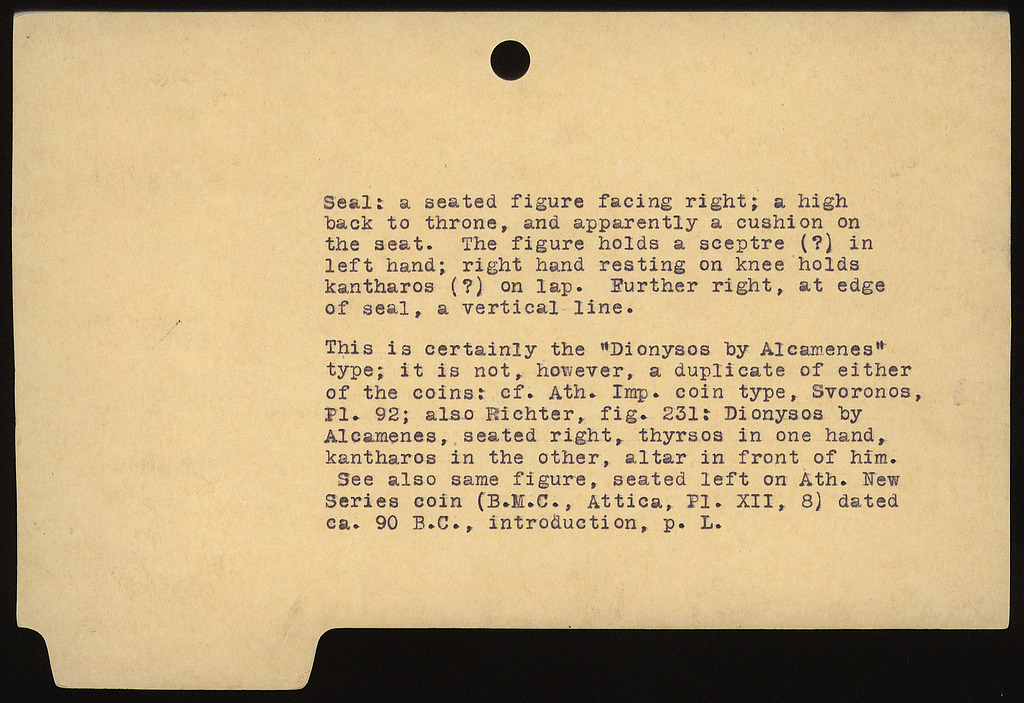 Seal: a seated figure facing right; a high
back to throne, and apparently a cushion on
the seat. The figure holds a sceptre (?) in
left hand; right hand resting on knee holds
kantharos (?) on lap. Further right, at edge
of seal, a vertical line.
This is certainly the "Dionysos by Alcamenes"
type; it is not, however, a duplicate of either
of the coins: cf. Ath. Imp. coin type, Svoronos,
Pl. 92; also Richter, fig. 231: Dionysos by
Alcamenes, seated right, thyrsos in one hand,
kantharos in the other, altar in front of him.
See also same figure, seated left on Ath. New
Series coin (B.M.C., Attica, Pl. XII, 8) dated
ca. 90 B.C., introduction, p. L.